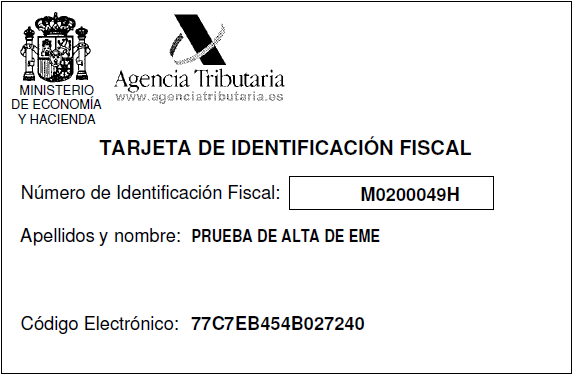 MINISTERIO
DE ECONOMÍA
Y HACIENDA
Agencia Tributaria
www.agenciatributaria.es
TARJETA DE IDENTIFICACIÓN FISCAL
Número de Identificación Fiscal: M0200049H
Apellidos y nombre: PRUEBA DE ALTA DE EME
Código Electrónico: 77C7EB454B027240